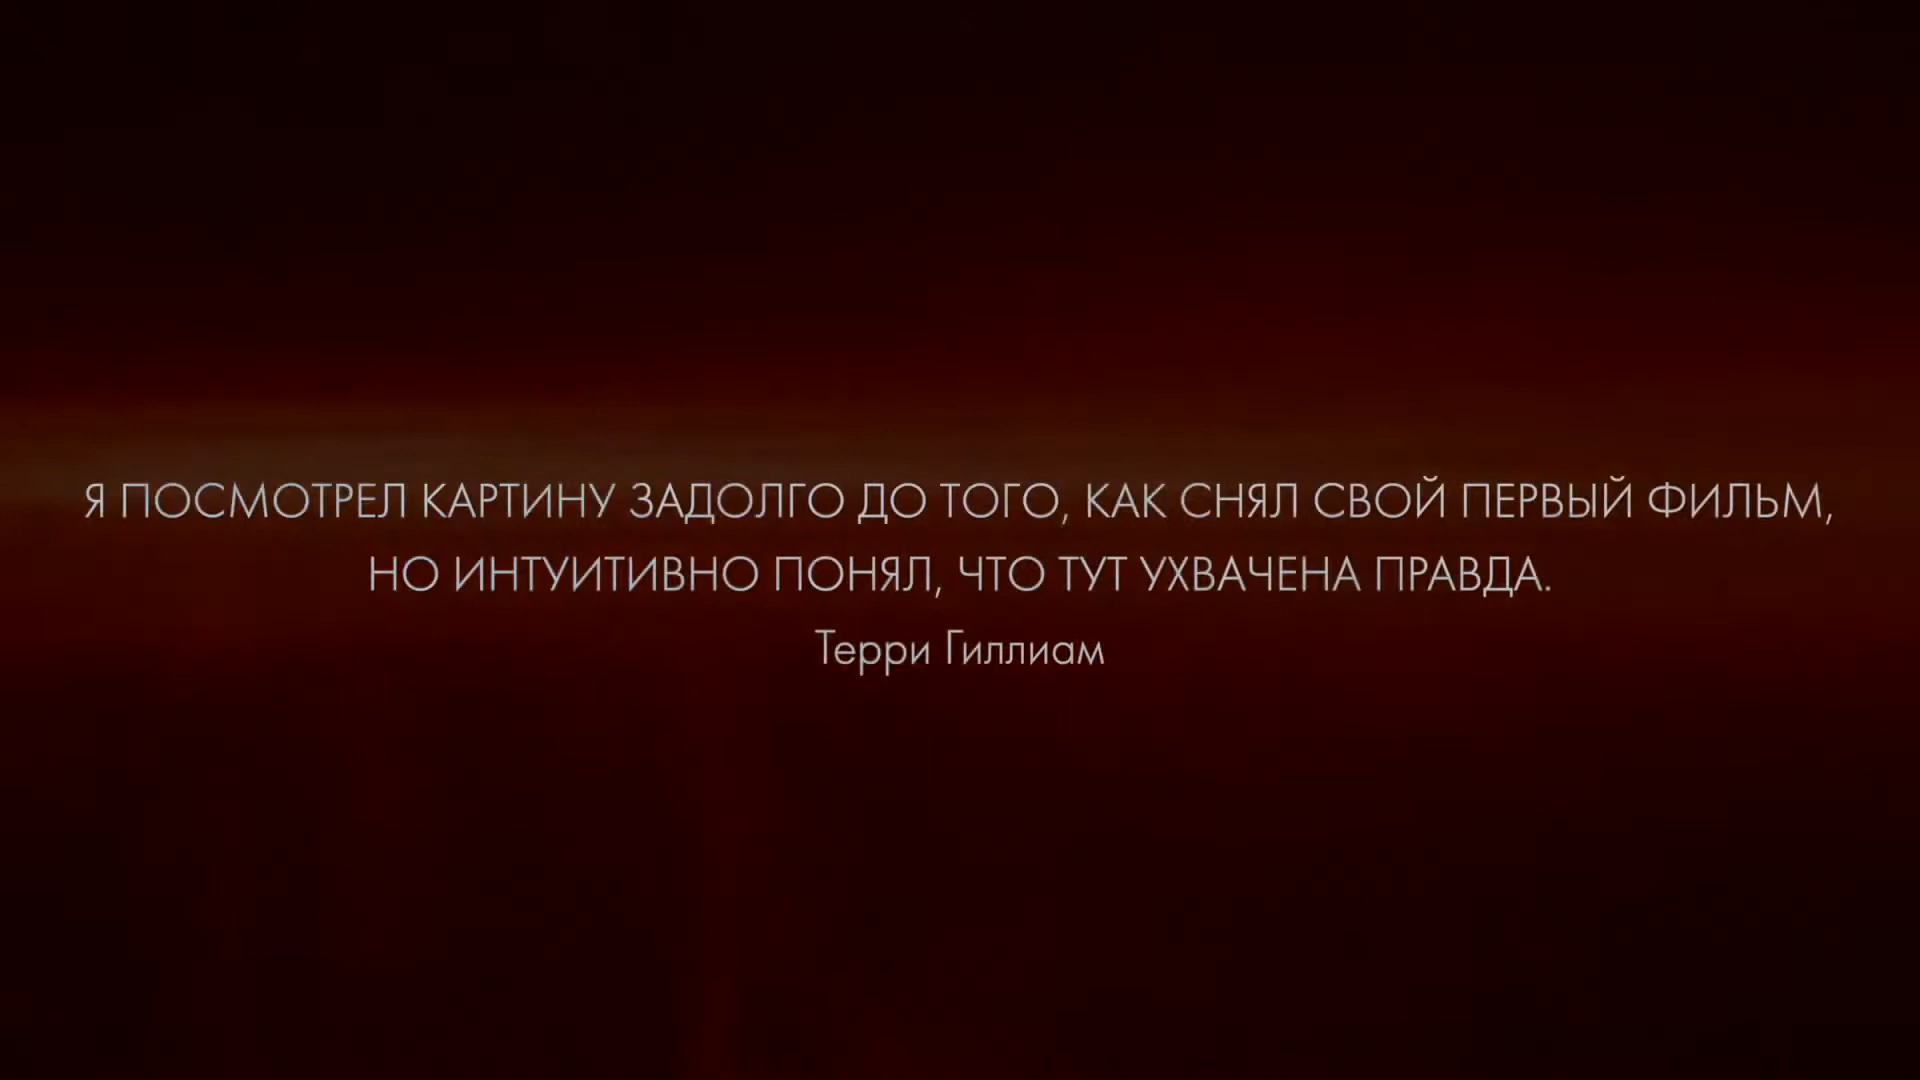 Я ПОСМОТРЕЛ КАРТИНУ ЗАДОЛГО ДО ТОГО, КАК СНЯЛ СВОЙ ПЕРВЫЙ ФИЛЬМ,
НО ИНТУИТИВНО ПОНЯЛ, ЧТО ТУТ УХВАЧЕНА ПРАВДА.
Терри Гиллиам